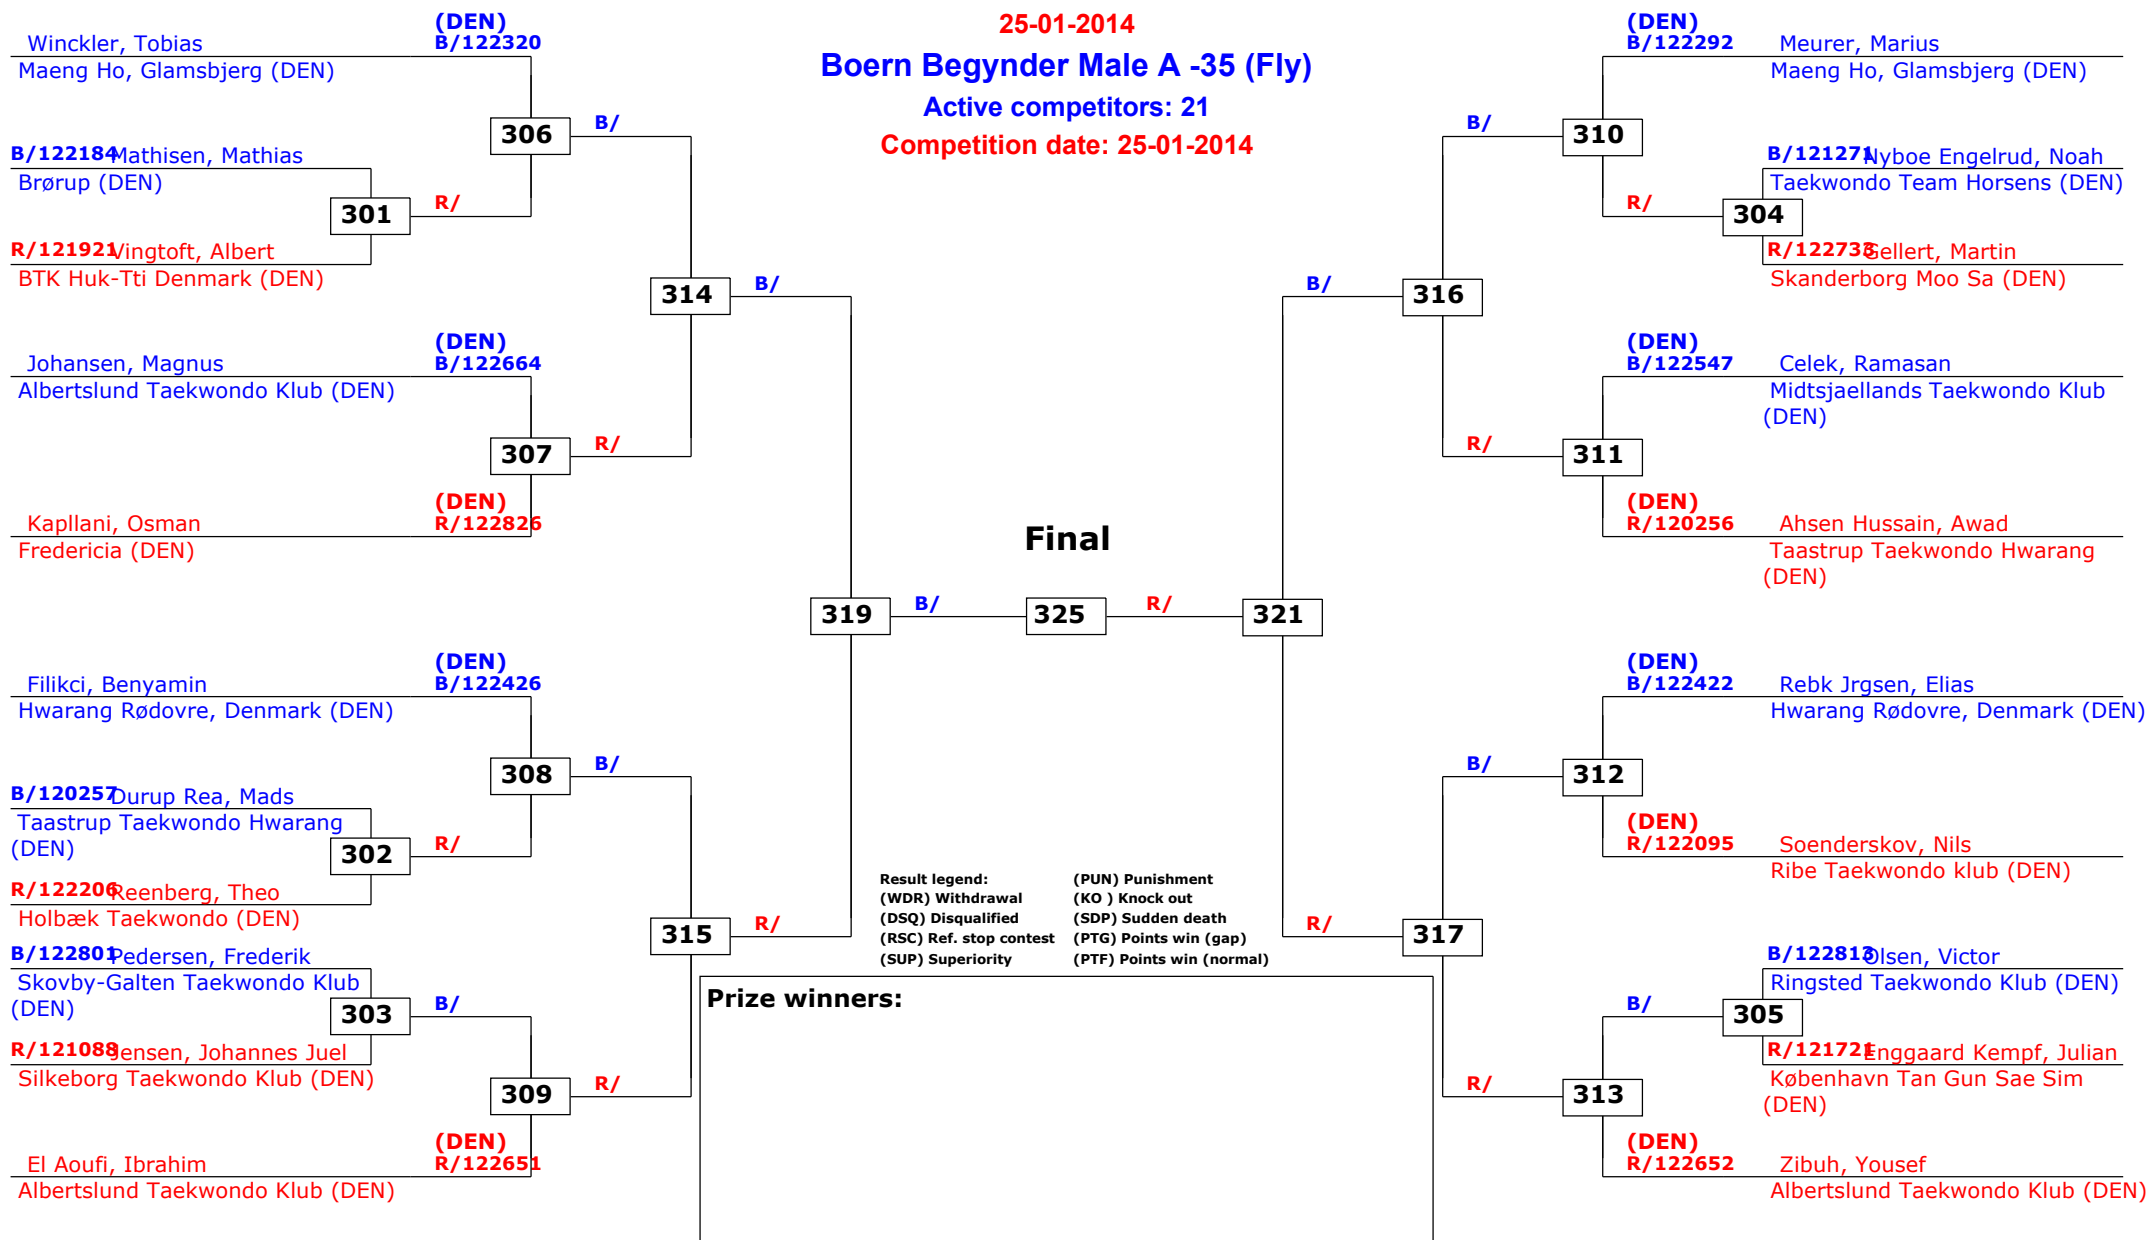 25-01-2014
Boern Begynder Male A -35 (Fly)
Active competitors: 21
Competition date: 25-01-2014
(DEN)
Winckler, Tobias B/122320
Maeng Ho, Glamsbjerg (DEN)
306
B/
B/122184 Mathisen, Mathias
Brørup (DEN)
301
R/
R/121921 Vingtoft, Albert
BTK Huk-Tti Denmark (DEN)
314
B/
(DEN)
Johansen, Magnus B/122664
Albertslund Taekwondo Klub (DEN)
307
R/
(DEN)
Kapllani, Osman R/122826
Fredericia (DEN)
319
B/
(DEN)
Filikci, Benyamin B/122426
Hwarang Rødovre, Denmark (DEN)
308
B/
B/120257 Durup Rea, Mads
Taastrup Taekwondo Hwarang
(DEN)
302
R/
R/122206 Reenberg, Theo
Holbæk Taekwondo (DEN)
315
R/
B/122801 Pedersen, Frederik
Skovby-Galten Taekwondo Klub
(DEN)
303
B/
R/121088 Jensen, Johannes Juel
Silkeborg Taekwondo Klub (DEN)
309
R/
(DEN)
El Aoufi, Ibrahim R/122651
Albertslund Taekwondo Klub (DEN)
Final
325
R/
321
(DEN)
B/122292 Meurer, Marius
Maeng Ho, Glamsbjerg (DEN)
B/
310
B/121271 Nyboe Engelrud, Noah
Taekwondo Team Horsens (DEN)
R/
304
R/122733 Gellert, Martin
Skanderborg Moo Sa (DEN)
B/
316
(DEN)
B/122547 Celek, Ramasan
Midtsjaellands Taekwondo Klub
(DEN)
R/
311
(DEN)
R/120256 Ahsen Hussain, Awad
Taastrup Taekwondo Hwarang
(DEN)
(DEN)
B/122422 Rebk Jrgsen, Elias
Hwarang Rødovre, Denmark (DEN)
B/
312
(DEN)
R/122095 Soenderskov, Nils
Ribe Taekwondo klub (DEN)
R/
317
B/122813 Olsen, Victor
Ringsted Taekwondo Klub (DEN)
B/
305
R/121721 Enggaard Kempf, Julian
København Tan Gun Sae Sim
(DEN)
R/
313
(DEN)
R/122652 Zibuh, Yousef
Albertslund Taekwondo Klub (DEN)
Result legend: (PUN) Punishment
(WDR) Withdrawal (KO ) Knock out
(DSQ) Disqualified (SDP) Sudden death
(RSC) Ref. stop contest (PTG) Points win (gap)
(SUP) Superiority (PTF) Points win (normal)
Prize winners: